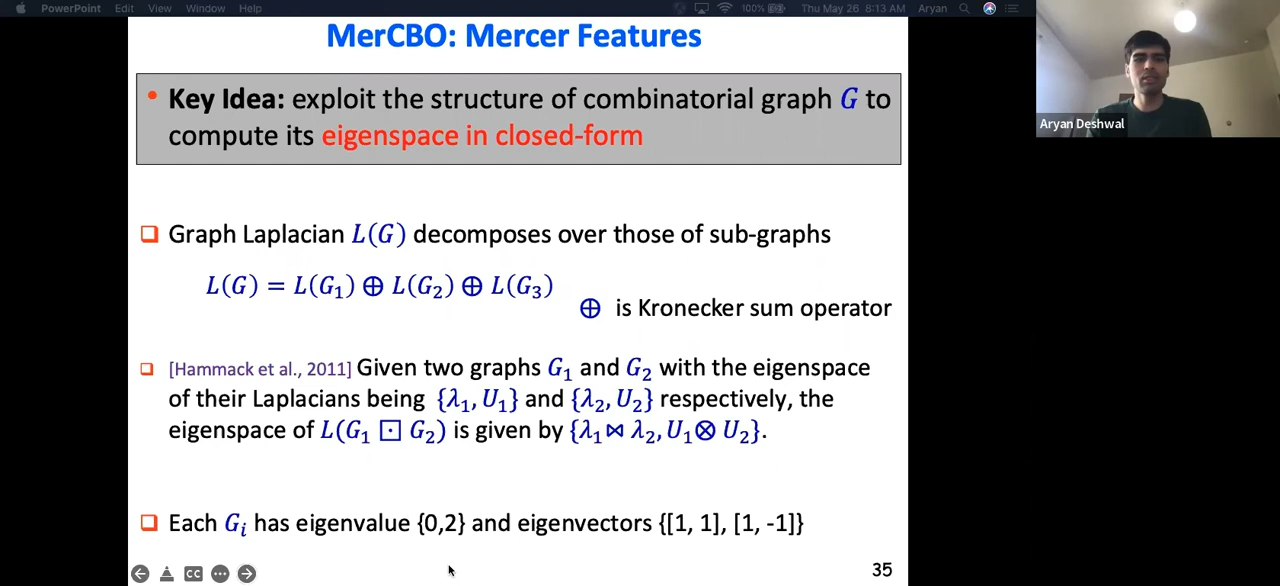 PowerPoint Edit View Window Help 100% Thu May 26 8:13 AM Aryan
MerCBO: Mercer Features
• Key Idea: exploit the structure of combinatorial graph G to
compute its eigenspace in closed-form
Aryan Deshwal
❑ Graph Laplacian L(G) decomposes over those of sub-graphs
L(G) = L(G₁) ⊕ L(G₂) ⊕ L(G₃)
⊕ is Kronecker sum operator
❑ [Hammack et al., 2011] Given two graphs G₁ and G₂ with the eigenspace
of their Laplacians being {λ₁, U₁} and {λ₂, U₂} respectively, the
eigenspace of L(G₁ ⊡ G₂) is given by {λ₁⋈ λ₂, U₁⊗ U₂}.
❑ Each Gᵢ has eigenvalue {0,2} and eigenvectors {[1, 1], [1, -1]}
CC
35